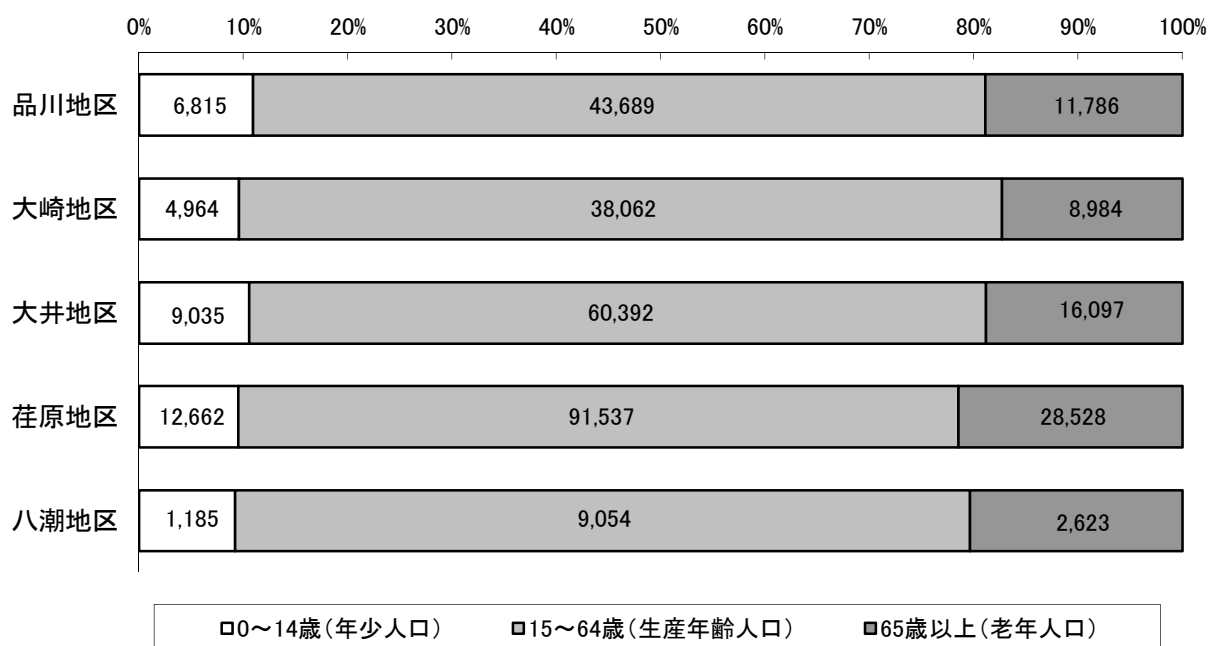 0% 10% 20% 30% 40% 50% 60% 70% 80% 90% 100%
品川地区 6,815 43,689 11,786
大崎地区 4,964 38,062 8,984
大井地区 9,035 60,392 16,097
荏原地区 12,662 91,537 28,528
八潮地区 1,185 9,054 2,623
0～14歳（年少人口） 15～64歳（生産年齢人口） 65歳以上（老年人口）